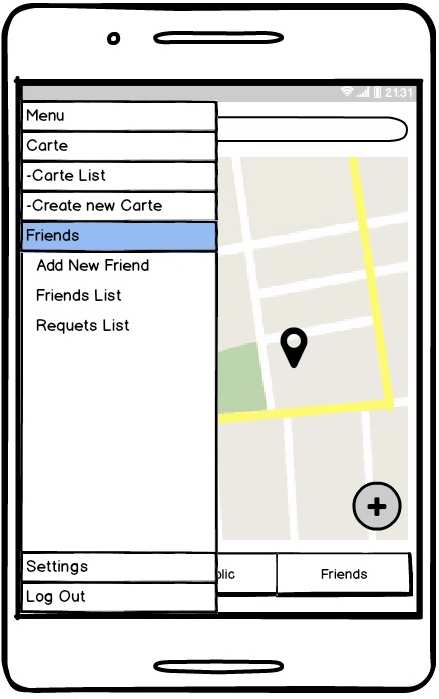 21:31
Menu
Carte
-Carte List
-Create new Carte
Friends
Add New Friend
Friends List
Requets List
Settings
Log Out
Friends